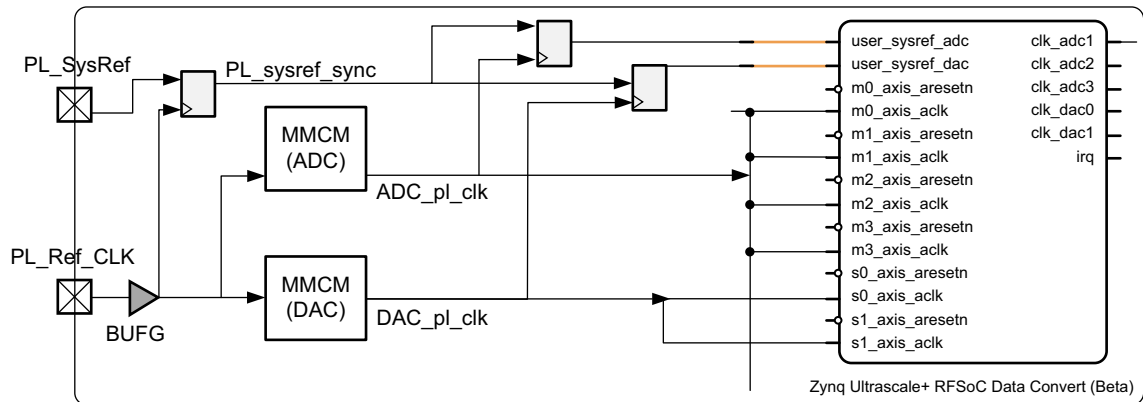 PL_SysRef
PL_sysref_sync
MMCM
(ADC)
ADC_pl_clk
PL_Ref_CLK
BUFG
MMCM
(DAC)
DAC_pl_clk
user_sysref_adc
user_sysref_dac
m0_axis_aresetn
m0_axis_aclk
m1_axis_aresetn
m1_axis_aclk
m2_axis_aresetn
m2_axis_aclk
m3_axis_aresetn
m3_axis_aclk
s0_axis_aresetn
s0_axis_aclk
s1_axis_aresetn
s1_axis_aclk
clk_adc1
clk_adc2
clk_adc3
clk_dac0
clk_dac1
irq
Zynq Ultrascale+ RFSoC Data Convert (Beta)